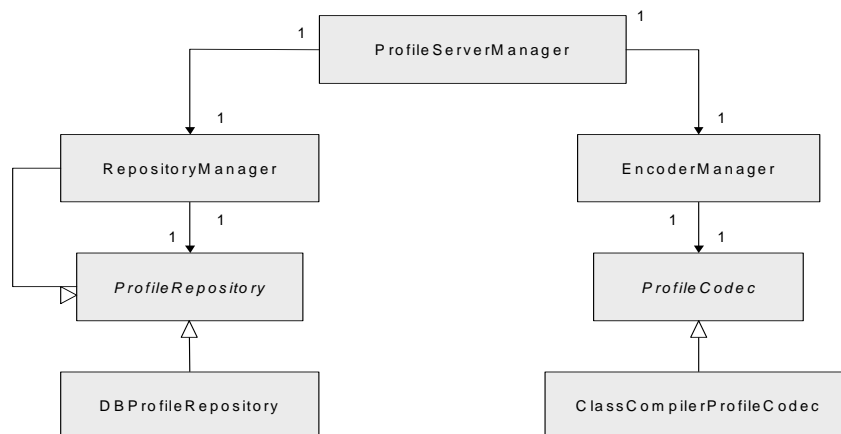 1
1
ProfileServerManager
1
1
RepositoryManager
EncoderManager
1
1
1
1
ProfileRepository
ProfileCodec
DBProfileRepository
ClassCompilerProfileCodec